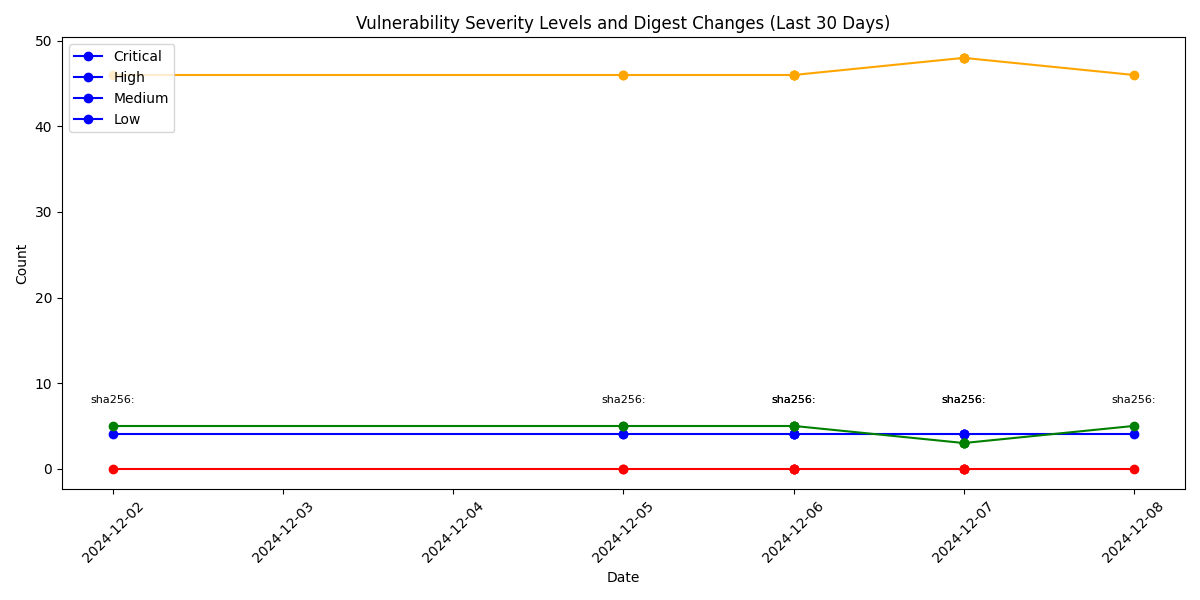 Vulnerability Severity Levels and Digest Changes (Last 30 Days)
Critical
High
Medium
Low
50
40
30
20
10
0
Count
sha256:
sha256:
sha256:
sha256:
sha256:
2024-12-02
2024-12-03
2024-12-04
2024-12-05
2024-12-06
2024-12-07
2024-12-08
Date